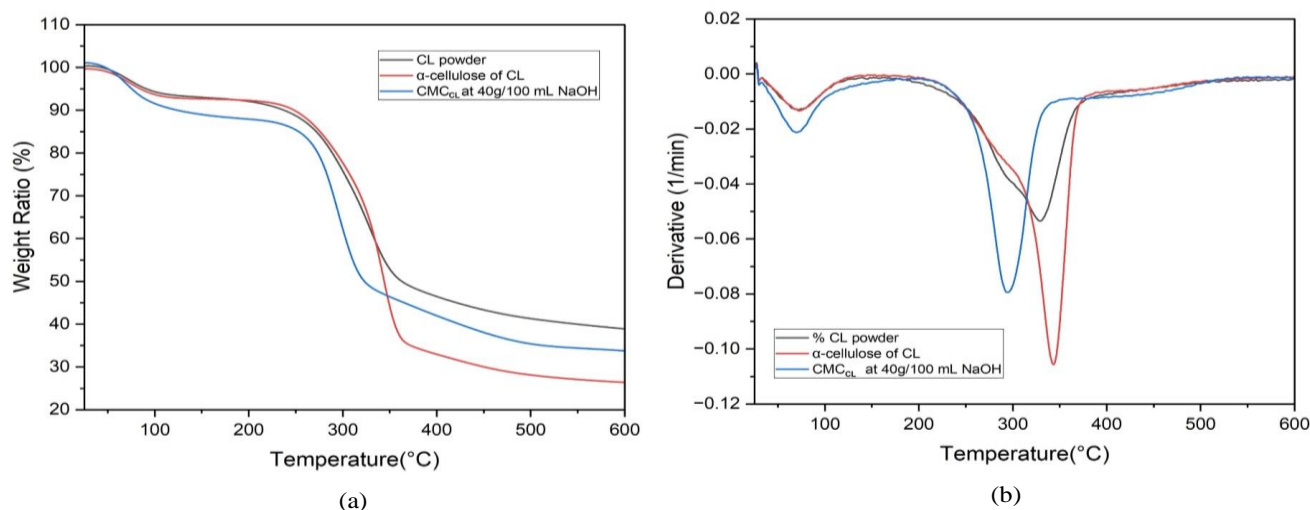 110
100
90
80
70
60
50
40
30
20
Weight Ratio (%)
CL powder
α-cellulose of CL
CMC_CL at 40g/100 mL NaOH
100
200
300
400
500
600
Temperature(°C)
(a)
0.02
0.00
−0.02
−0.04
−0.06
−0.08
−0.10
−0.12
Derivative (1/min)
% CL powder
α-cellulose of CL
CMC_CL at 40g/100 mL NaOH
100
200
300
400
500
600
Temperature(°C)
(b)